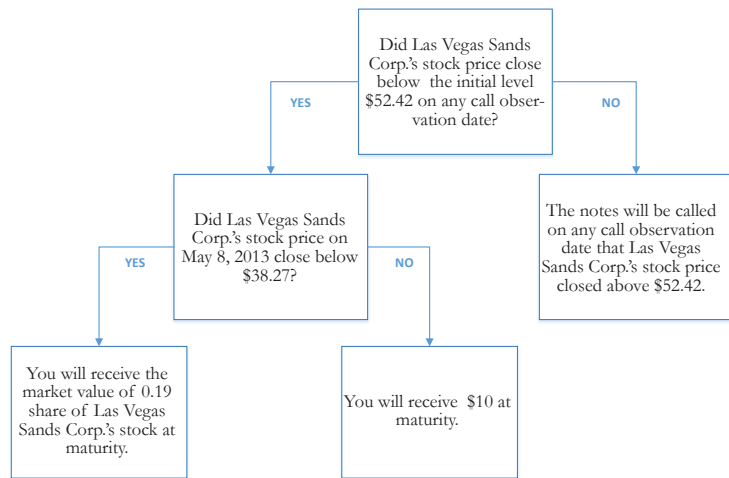 Did Las Vegas Sands
Corp.'s stock price close
below the initial level
$52.42 on any call obser-
vation date?
YES
NO
Did Las Vegas Sands
Corp.'s stock price on
May 8, 2013 close below
$38.27?
The notes will be called
on any call observation
date that Las Vegas
Sands Corp.'s stock price
closed above $52.42.
YES
NO
You will receive the
market value of 0.19
share of Las Vegas
Sands Corp.'s stock at
maturity.
You will receive $10 at
maturity.